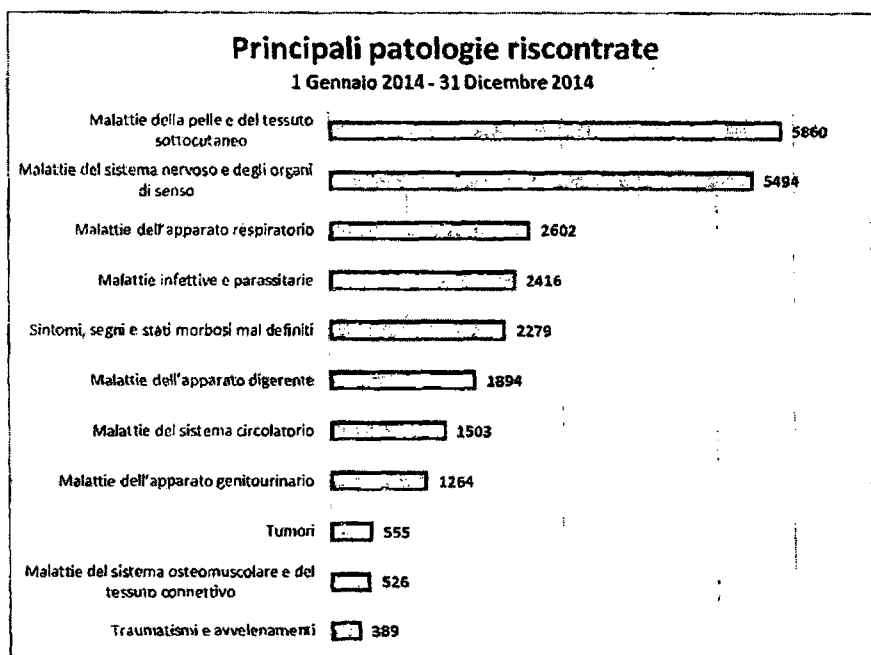 Principali patologie riscontrate
1 Gennaio 2014 - 31 Dicembre 2014
Malattie della pelle e del tessuto
sottocutaneo
5860
Malattie del sistema nervoso e degli organi
di senso
5494
Malattie dell'apparato respiratorio
2602
Malattie infettive e parassitarie
2416
Sintomi, segni e stati morbosi mal definiti
2279
Malattie dell'apparato digerente
1894
Malattie del sistema circolatorio
1503
Malattie dell'apparato genitourinario
1264
Tumori
555
Malattie del sistema osteomuscolare e del
tessuto connettivo
526
Traumatismi e avvelenamenti
389